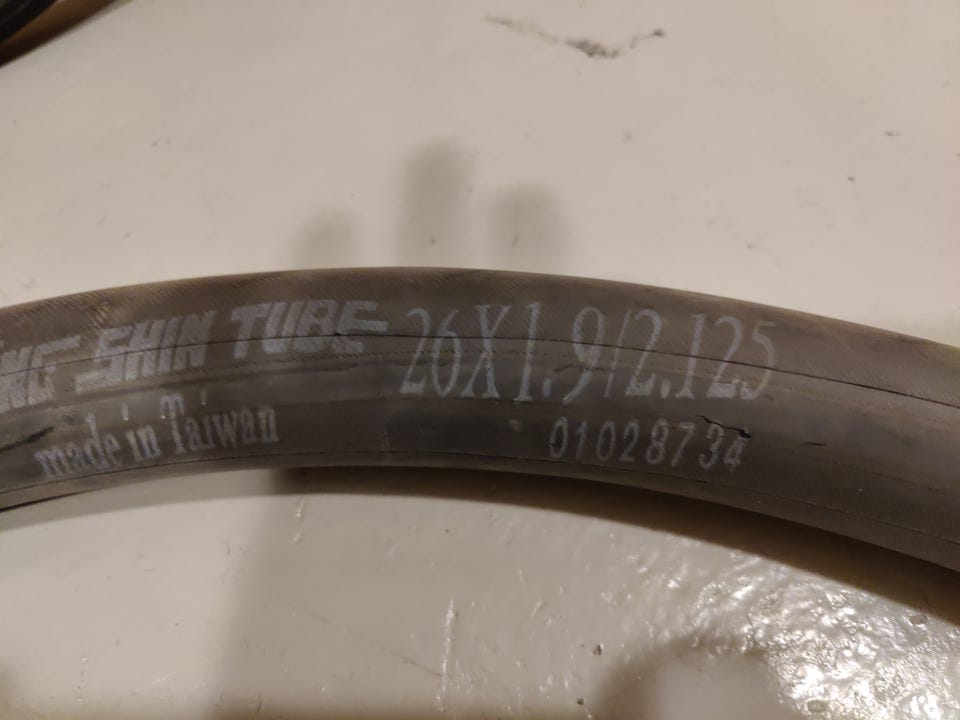 SHIN TUBE 26X1.9/2.125
made in Taiwan 01028734